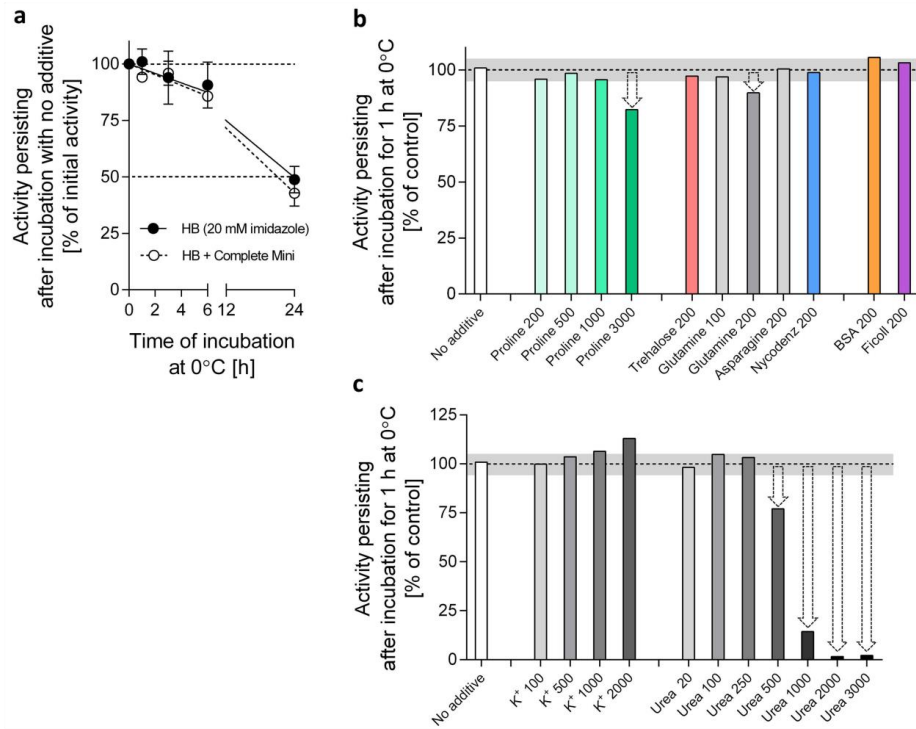 a
Activity persisting
after incubation with no additive
[% of initial activity]
100
75
50
25
0
HB (20 mM imidazole)
HB + Complete Mini
0 2 4 6 12 24
Time of incubation
at 0°C [h]
b
Activity persisting
after incubation for 1 h at 0°C
[% of control]
100
75
50
25
0
No additive
Proline 200
Proline 500
Proline 1000
Proline 3000
Trehalose 200
Glutamine 100
Glutamine 200
Asparagine 200
Nycodenz 200
BSA 200
Ficoll 200
c
Activity persisting
after incubation for 1 h at 0°C
[% of control]
125
100
75
50
25
0
No additive
K⁺ 100
K⁺ 500
K⁺ 1000
K⁺ 2000
Urea 20
Urea 100
Urea 250
Urea 500
Urea 1000
Urea 2000
Urea 3000